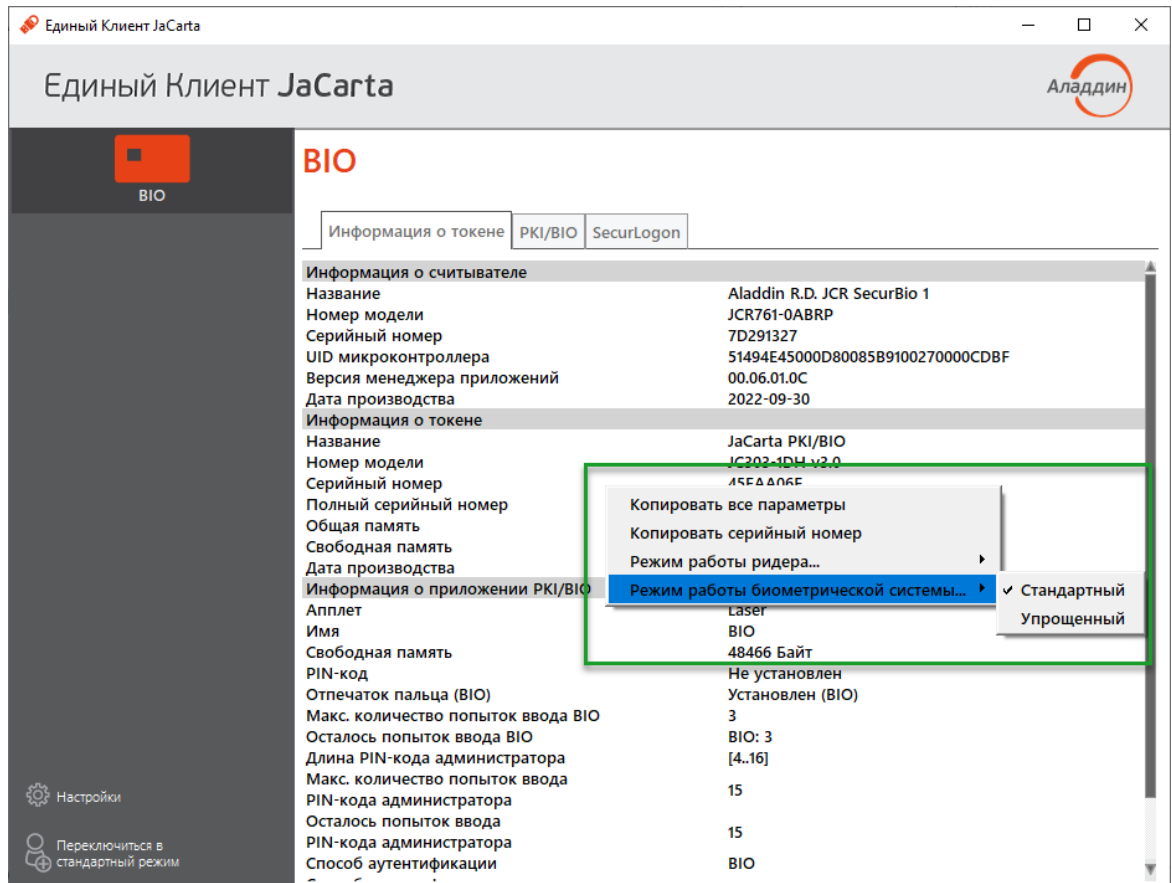 Единый Клиент JaCarta
Единый Клиент JaCarta
Аладдин
BIO
BIO
Информация о токене PKI/BIO SecurLogon
Информация о считывателе
Название Aladdin R.D. JCR SecurBio 1
Номер модели JCR761-0ABRP
Серийный номер 7D291327
UID микроконтроллера 51494E45000D80085B9100270000CDBF
Версия менеджера приложений 00.06.01.0C
Дата производства 2022-09-30
Информация о токене
Название JaCarta PKI/BIO
Номер модели JC303-1DH v3.0
Серийный номер 45EAA06F
Полный серийный номер
Общая память
Свободная память
Дата производства
Копировать все параметры
Копировать серийный номер
Режим работы ридера...
Режим работы биометрической системы...
Стандартный
Упрощенный
Информация о приложении PKI/BIO
Апплет Laser
Имя BIO
Свободная память 48466 Байт
PIN-код Не установлен
Отпечаток пальца (BIO) Установлен (BIO)
Макс. количество попыток ввода BIO 3
Осталось попыток ввода BIO BIO: 3
Длина PIN-кода администратора [4..16]
Макс. количество попыток ввода
PIN-кода администратора 15
Осталось попыток ввода
PIN-кода администратора 15
Способ аутентификации BIO
Настройки
Переключиться в
стандартный режим